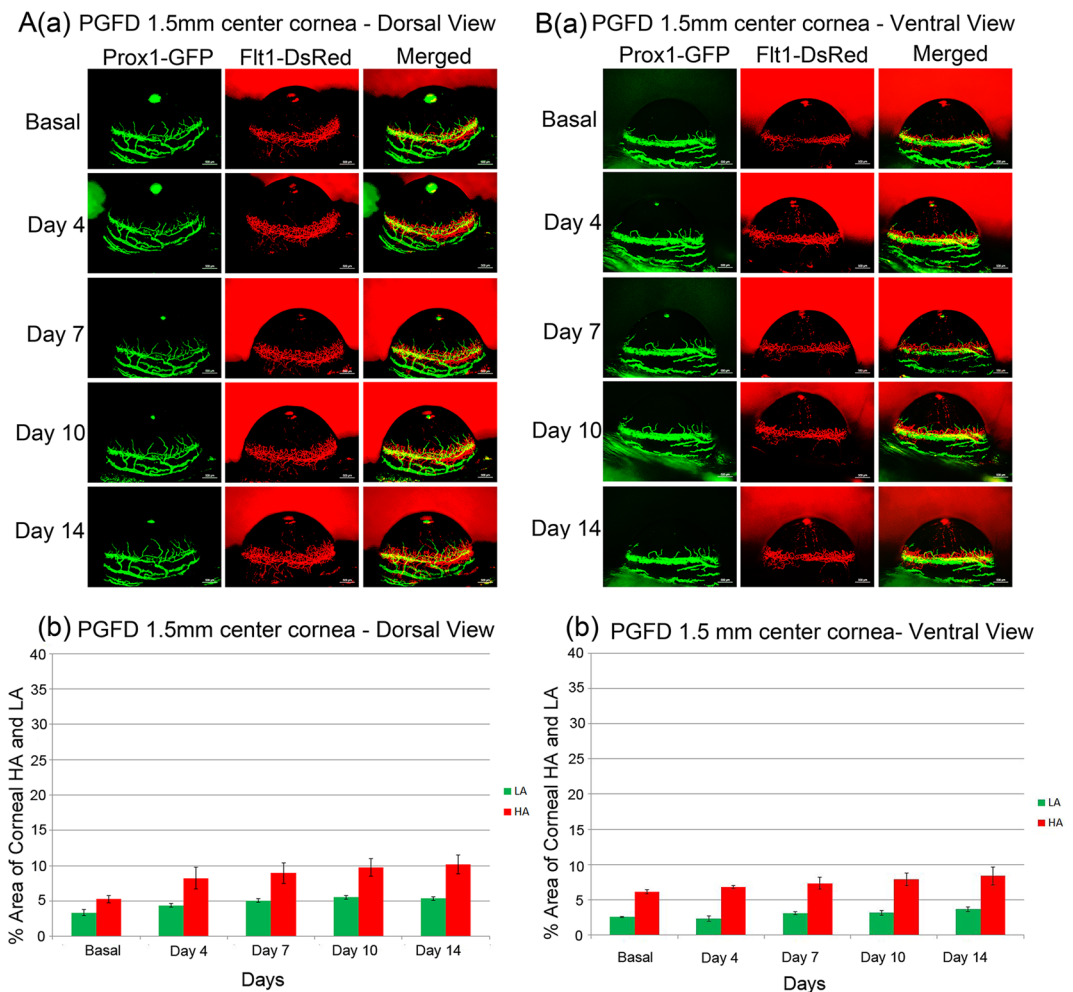 A(a) PGFD 1.5mm center cornea - Dorsal View
Prox1-GFP Flt1-DsRed Merged
Basal
Day 4
Day 7
Day 10
Day 14
B(a) PGFD 1.5mm center cornea - Ventral View
Prox1-GFP Flt1-DsRed Merged
Basal
Day 4
Day 7
Day 10
Day 14
(b) PGFD 1.5mm center cornea - Dorsal View
% Area of Corneal HA and LA
40
35
30
25
20
15
10
5
0
Basal Day 4 Day 7 Day 10 Day 14
Days
LA
HA
(b) PGFD 1.5 mm center cornea- Ventral View
% Area of Corneal HA and LA
40
35
30
25
20
15
10
5
0
Basal Day 4 Day 7 Day 10 Day 14
Days
LA
HA